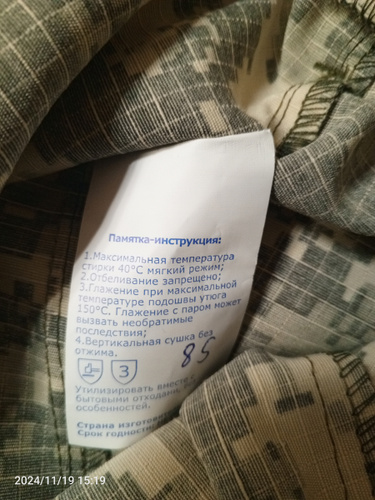 Памятка-инструкция:
1.Максимальная температура
стирки 40°С мягкий режим;
2.Отбеливание запрещено;
3.Глажение при максимальной
температуре подошвы утюга
150°С. Глажение с паром может
вызвать необратимые
последствия;
4.Вертикальная сушка без
отжима.
58
3
Утилизировать вместе с
бытовыми отходами,
особенностей.
Страна изготовитель
Срок годности
2024/11/19 15:19